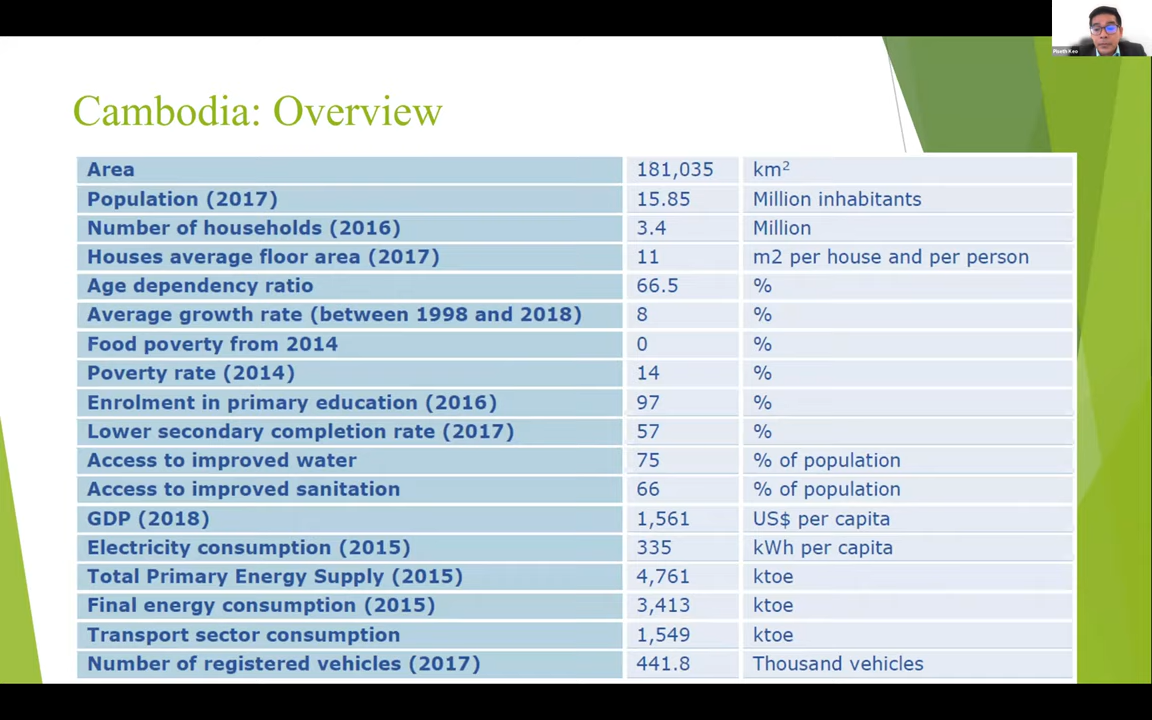 Piseth Keo
Cambodia: Overview
Area 181,035 km²
Population (2017) 15.85 Million inhabitants
Number of households (2016) 3.4 Million
Houses average floor area (2017) 11 m2 per house and per person
Age dependency ratio 66.5 %
Average growth rate (between 1998 and 2018) 8 %
Food poverty from 2014 0 %
Poverty rate (2014) 14 %
Enrolment in primary education (2016) 97 %
Lower secondary completion rate (2017) 57 %
Access to improved water 75 % of population
Access to improved sanitation 66 % of population
GDP (2018) 1,561 US$ per capita
Electricity consumption (2015) 335 kWh per capita
Total Primary Energy Supply (2015) 4,761 ktoe
Final energy consumption (2015) 3,413 ktoe
Transport sector consumption 1,549 ktoe
Number of registered vehicles (2017) 441.8 Thousand vehicles